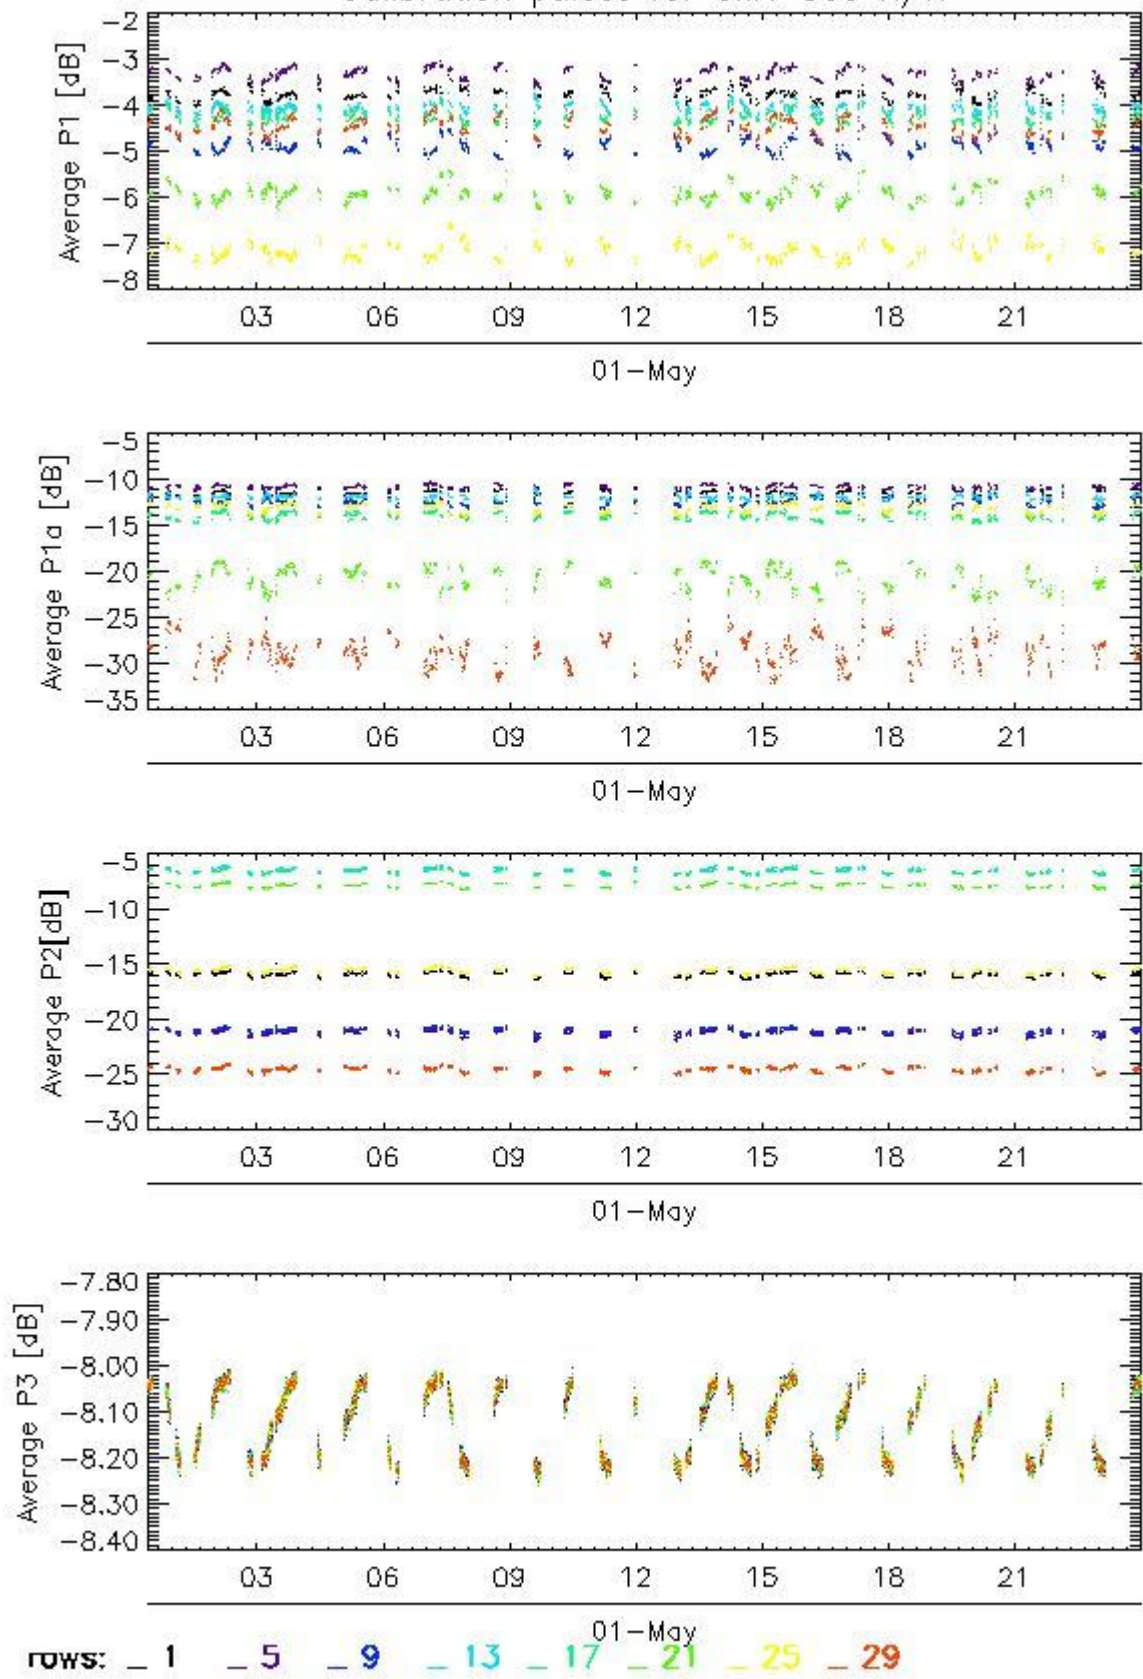 Average P1 [dB]
-2
-3
-4
-5
-6
-7
-8
03 06 09 12 15 18 21
01-May
Average P1a [dB]
-5
-10
-15
-20
-25
-30
-35
03 06 09 12 15 18 21
01-May
Average P2[dB]
-5
-10
-15
-20
-25
-30
03 06 09 12 15 18 21
01-May
Average P3 [dB]
-7.80
-7.90
-8.00
-8.10
-8.20
-8.30
-8.40
03 06 09 12 15 18 21
01-May
rows: _ 1 _ 5 _ 9 _ 13 _ 17 _ 21 _ 25 _ 29